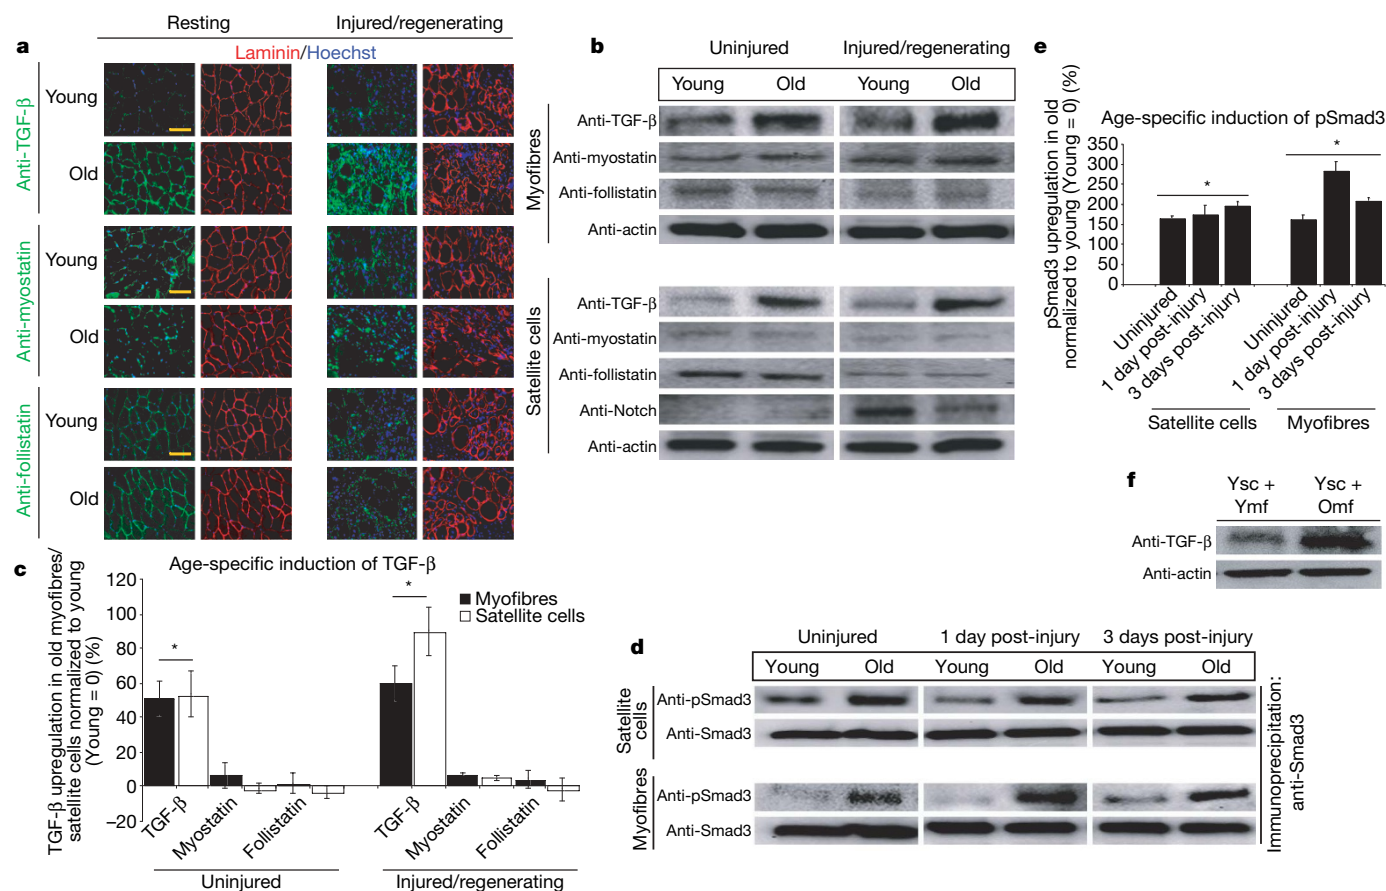 a
Resting
Injured/regenerating
Laminin/Hoechst
Anti-TGF-β
Young
Old
Anti-myostatin
Young
Old
Anti-follistatin
Young
Old
b
Uninjured
Injured/regenerating
Young
Old
Young
Old
Myofibres
Anti-TGF-β
Anti-myostatin
Anti-follistatin
Anti-actin
Satellite cells
Anti-TGF-β
Anti-myostatin
Anti-follistatin
Anti-Notch
Anti-actin
e
Age-specific induction of pSmad3
pSmad3 upregulation in old
normalized to young (Young = 0) (%)
350
300
250
200
150
100
50
0
*
*
Uninjured
1 day post-injury
3 days post-injury
Uninjured
1 day post-injury
3 days post-injury
Satellite cells
Myofibres
f
Ysc +
Ymf
Ysc +
Omf
Anti-TGF-β
Anti-actin
c
Age-specific induction of TGF-β
TGF-β upregulation in old myofibres/
satellite cells normalized to young
(Young = 0) (%)
120
100
80
60
40
20
0
–20
*
*
Myofibres
Satellite cells
TGF-β
Myostatin
Follistatin
TGF-β
Myostatin
Follistatin
Uninjured
Injured/regenerating
d
Uninjured
1 day post-injury
3 days post-injury
Young
Old
Young
Old
Young
Old
Satellite
cells
Anti-pSmad3
Anti-Smad3
Myofibres
Anti-pSmad3
Anti-Smad3
Immunoprecipitation:
anti-Smad3